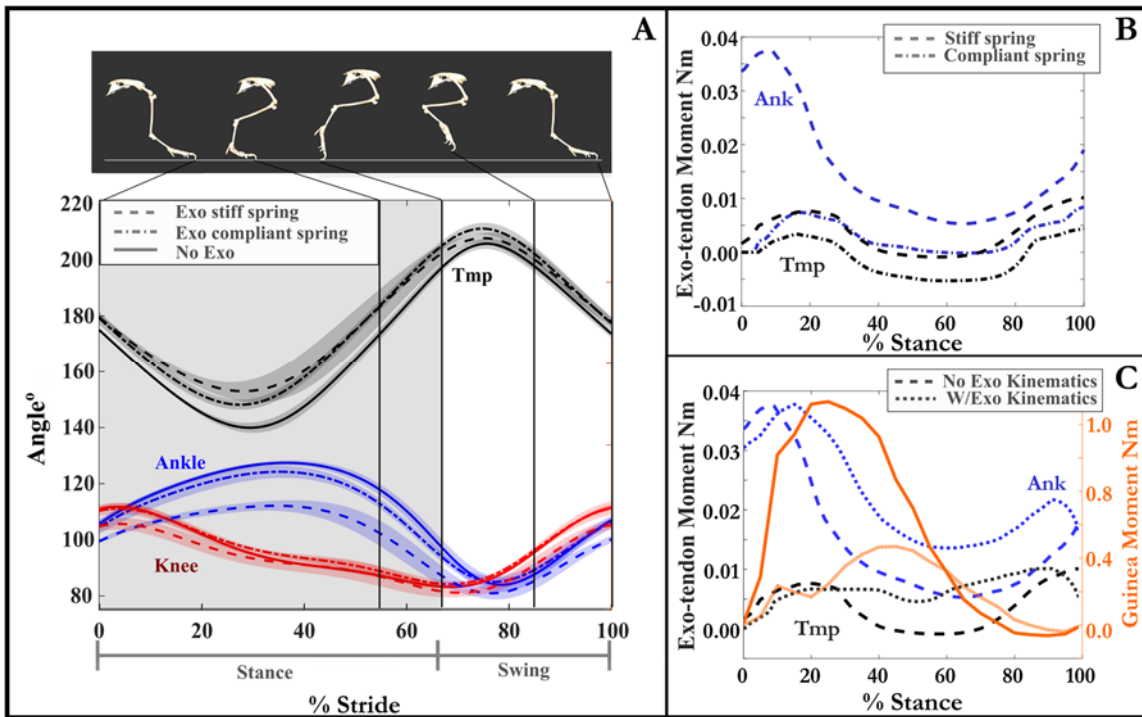 A
220
200
180
160
140
120
100
80
Angleº
Exo stiff spring
Exo compliant spring
No Exo
Tmp
Ankle
Knee
0 20 40 60 80 100
Stance Swing
% Stride
B
0.04
0.03
0.02
0.01
0.00
-0.01
Exo-tendon Moment Nm
Stiff spring
Compliant spring
Ank
Tmp
0 20 40 60 80 100
% Stance
C
0.04
0.03
0.02
0.01
0.00
Exo-tendon Moment Nm
No Exo Kinematics
W/Exo Kinematics
Ank
Tmp
1.0
0.8
0.4
0.0
Guinea Moment Nm
0 20 40 60 80 100
% Stance